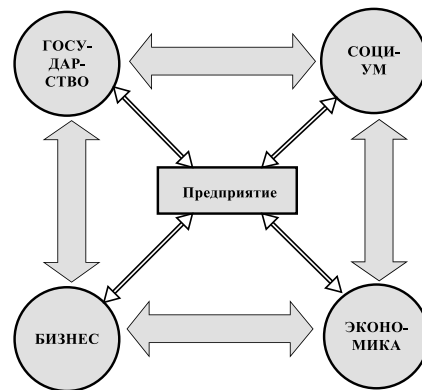 ГОСУ-
ДАР-
СТВО
СОЦИ-
УМ
Предприятие
БИЗНЕС
ЭКОНО-
МИКА